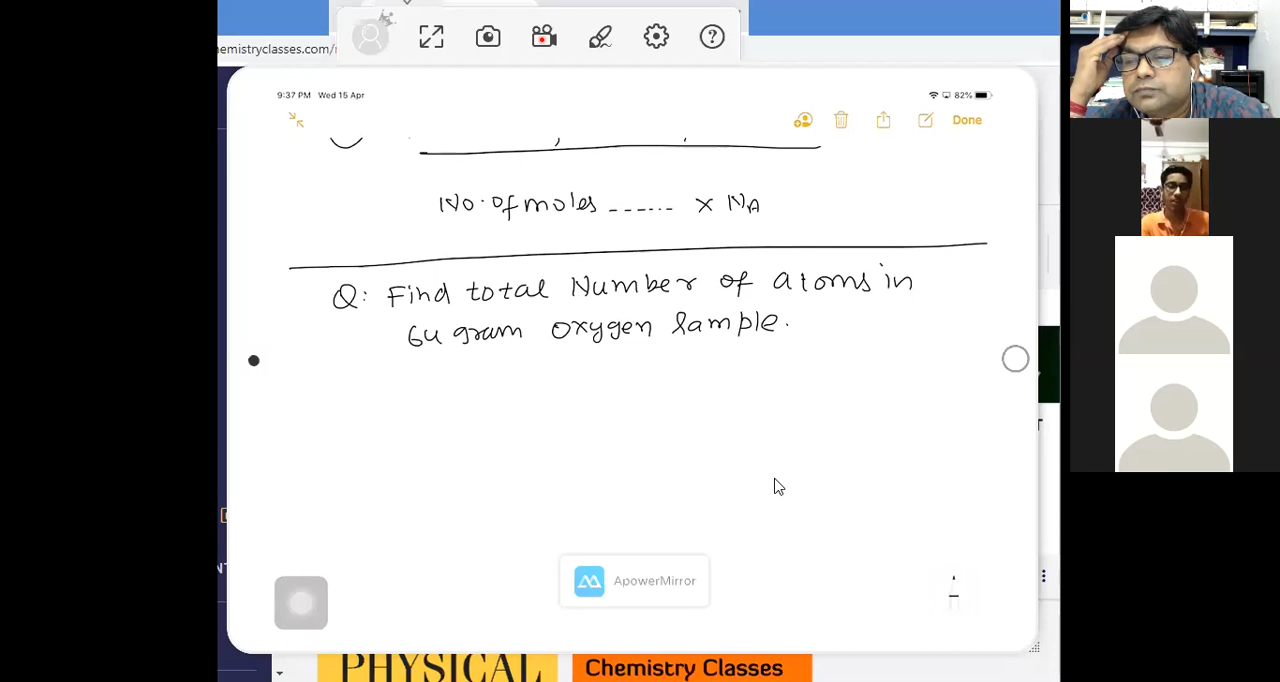 emistryclasses.com/
9:37 PM Wed 15 Apr
82%
Done
No. of moles ------ x NA
Q: Find total Number of atoms in
64 gram oxygen sample.
ApowerMirror
PHYSICAL
Chemistry Classes